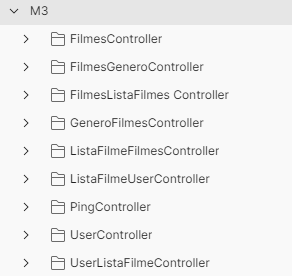 M3
FilmesController
FilmesGeneroController
FilmesListaFilmes Controller
GeneroFilmesController
ListaFilmeFilmesController
ListaFilmeUserController
PingController
UserController
UserListaFilmeController